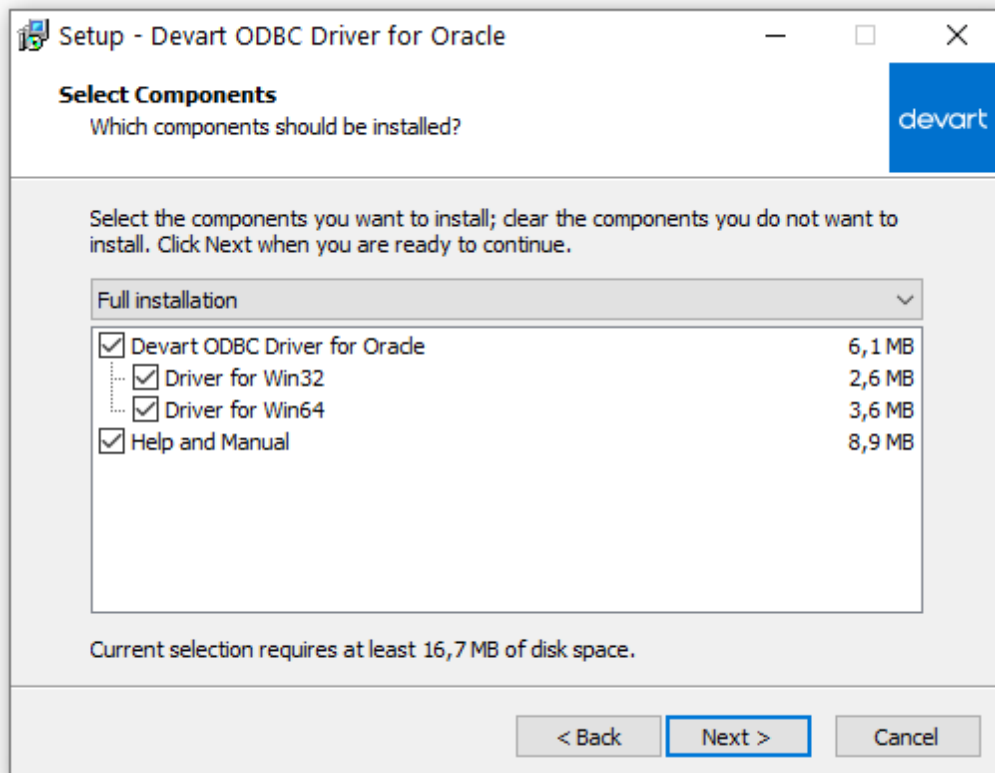 Setup - Devart ODBC Driver for Oracle
Select Components
Which components should be installed?
devart
Select the components you want to install; clear the components you do not want to
install. Click Next when you are ready to continue.
Full installation
Devart ODBC Driver for Oracle 6,1 MB
Driver for Win32 2,6 MB
Driver for Win64 3,6 MB
Help and Manual 8,9 MB
Current selection requires at least 16,7 MB of disk space.
< Back Next > Cancel